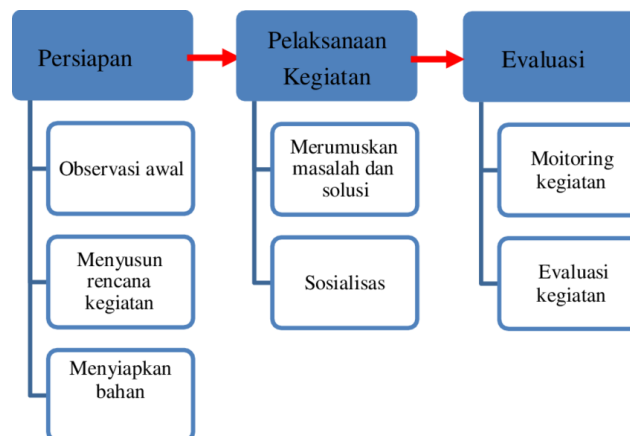 Persiapan
Observasi awal
Menyusun
rencana
kegiatan
Menyiapkan
bahan
Pelaksanaan
Kegiatan
Merumuskan
masalah dan
solusi
Sosialisas
Evaluasi
Moitoring
kegiatan
Evaluasi
kegiatan